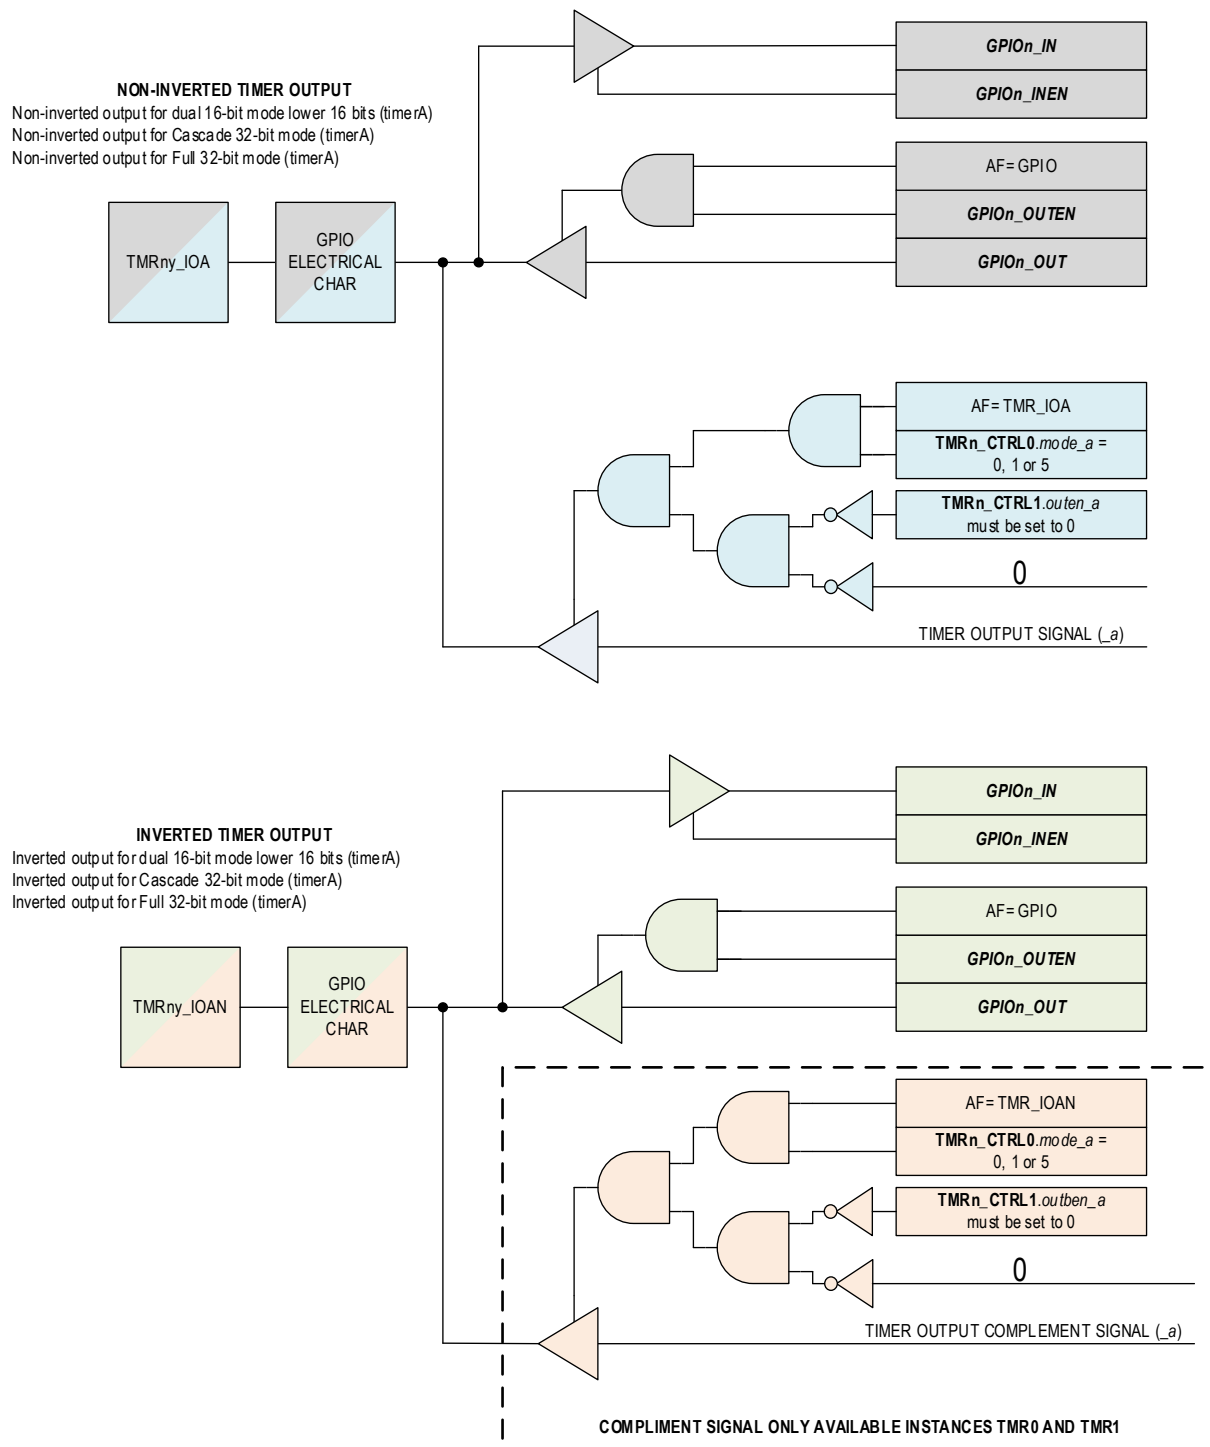 GPIOn_IN
GPIOn_INEN
NON-INVERTED TIMER OUTPUT
Non-inverted output for dual 16-bit mode lower 16 bits (timerA)
Non-inverted output for Cascade 32-bit mode (timerA)
Non-inverted output for Full 32-bit mode (timerA)
AF= GPIO
GPIOn_OUTEN
GPIOn_OUT
TMRny_IOA
GPIO
ELECTRICAL
CHAR
AF= TMR_IOA
TMRn_CTRL0.mode_a =
0, 1 or 5
TMRn_CTRL1.outen_a
must be set to 0
0
TIMER OUTPUT SIGNAL (_a)
GPIOn_IN
GPIOn_INEN
INVERTED TIMER OUTPUT
Inverted output for dual 16-bit mode lower 16 bits (timerA)
Inverted output for Cascade 32-bit mode (timerA)
Inverted output for Full 32-bit mode (timerA)
AF= GPIO
GPIOn_OUTEN
GPIOn_OUT
TMRny_IOAN
GPIO
ELECTRICAL
CHAR
AF= TMR_IOAN
TMRn_CTRL0.mode_a =
0, 1 or 5
TMRn_CTRL1.outben_a
must be set to 0
0
TIMER OUTPUT COMPLEMENT SIGNAL (_a)
COMPLIMENT SIGNAL ONLY AVAILABLE INSTANCES TMR0 AND TMR1